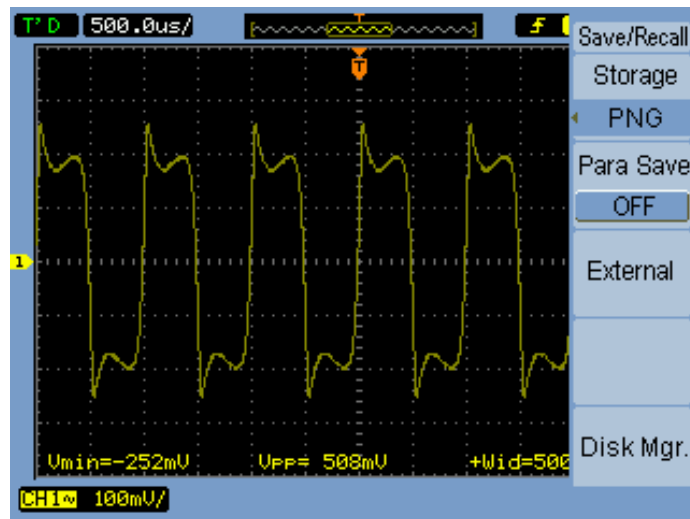 T'D 500.0us/
T
T
Save/Recall
Storage
PNG
Para Save
OFF
External
Disk Mgr.
1
Vmin=-252mV Vpp= 508mV +Wid=500
CH1~ 100mV/